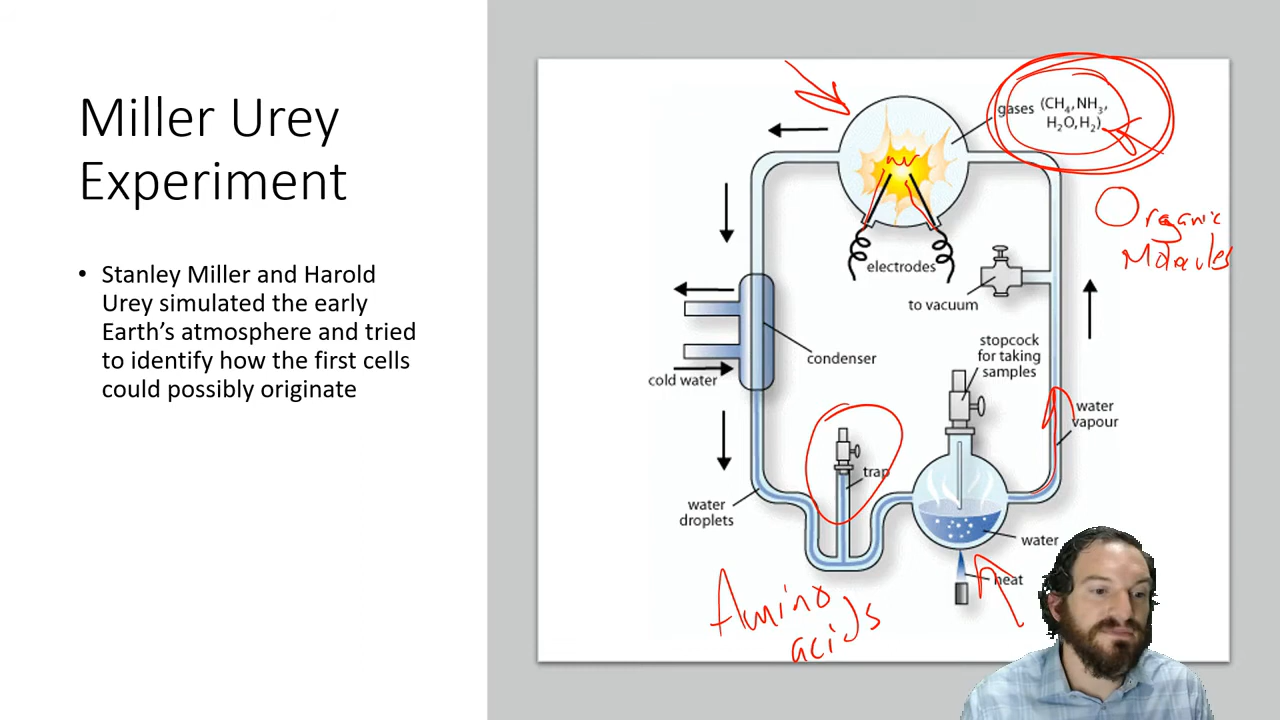 Miller Urey
Experiment
• Stanley Miller and Harold
Urey simulated the early
Earth's atmosphere and tried
to identify how the first cells
could possibly originate
gases (CH₄, NH₃,
H₂O, H₂)
Organic
Molecules
electrodes
to vacuum
condenser
cold water
stopcock
for taking
samples
water
vapour
trap
water
droplets
water
heat
Amino
acids